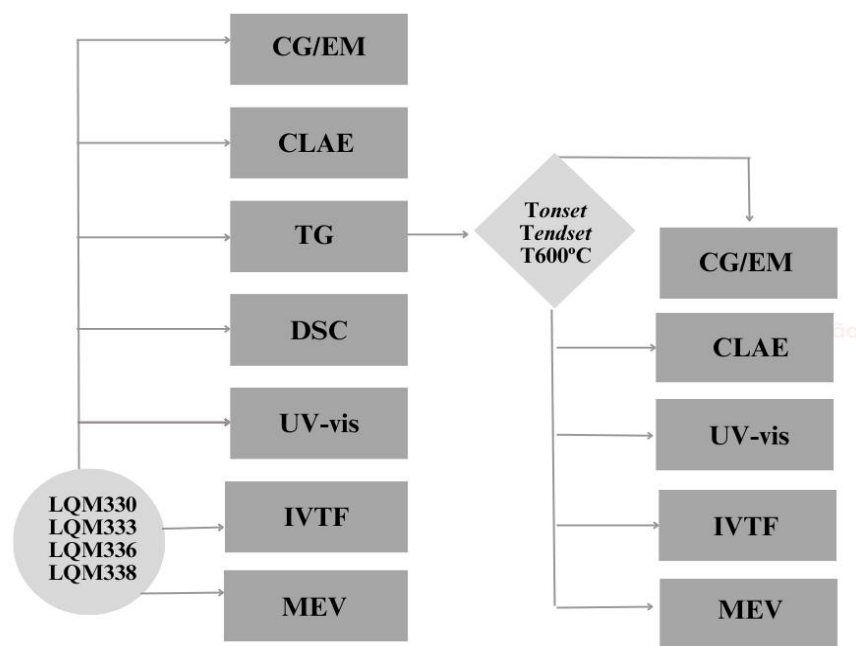 CG/EM
CLAE
TG
DSC
UV-vis
IVTF
MEV
LQM330
LQM333
LQM336
LQM338
Tonset
Tendset
T600ºC
CG/EM
CLAE
UV-vis
IVTF
MEV
ão